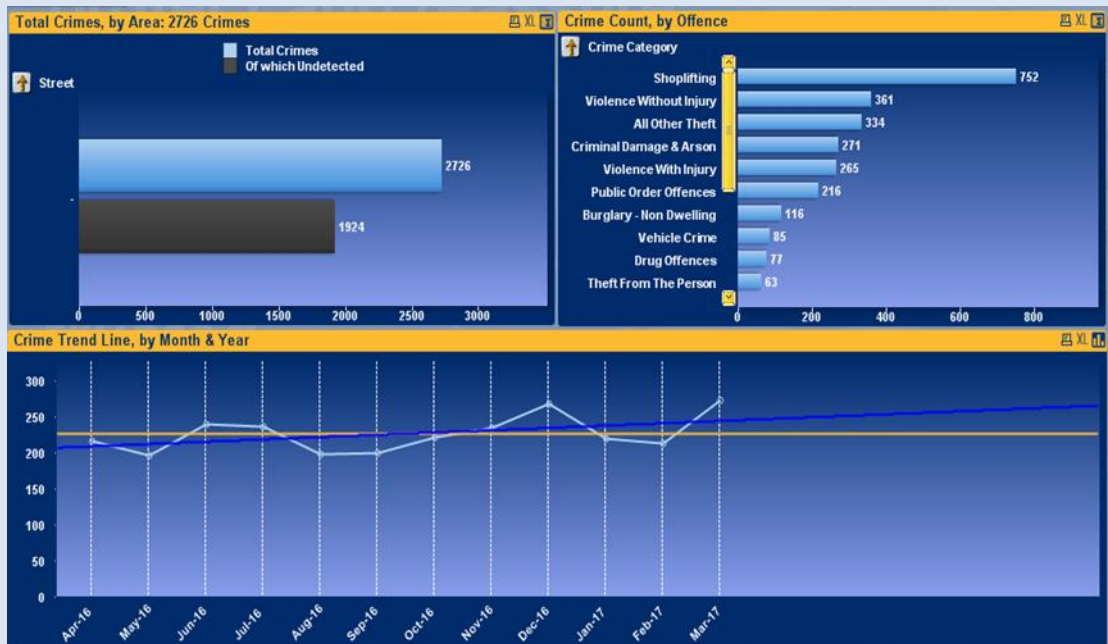 Total Crimes, by Area: 2726 Crimes
XL
Total Crimes
Of which Undetected
Street
2726
-
1924
0 500 1000 1500 2000 2500 3000
Crime Count, by Offence
XL
Crime Category
Shoplifting 752
Violence Without Injury 361
All Other Theft 334
Criminal Damage & Arson 271
Violence With Injury 265
Public Order Offences 216
Burglary - Non Dwelling 116
Vehicle Crime 85
Drug Offences 77
Theft From The Person 63
0 200 400 600 800
Crime Trend Line, by Month & Year
XL
300
250
200
150
100
50
0
Apr-16 May-16 Jun-16 Jul-16 Aug-16 Sep-16 Oct-16 Nov-16 Dec-16 Jan-17 Feb-17 Mar-17